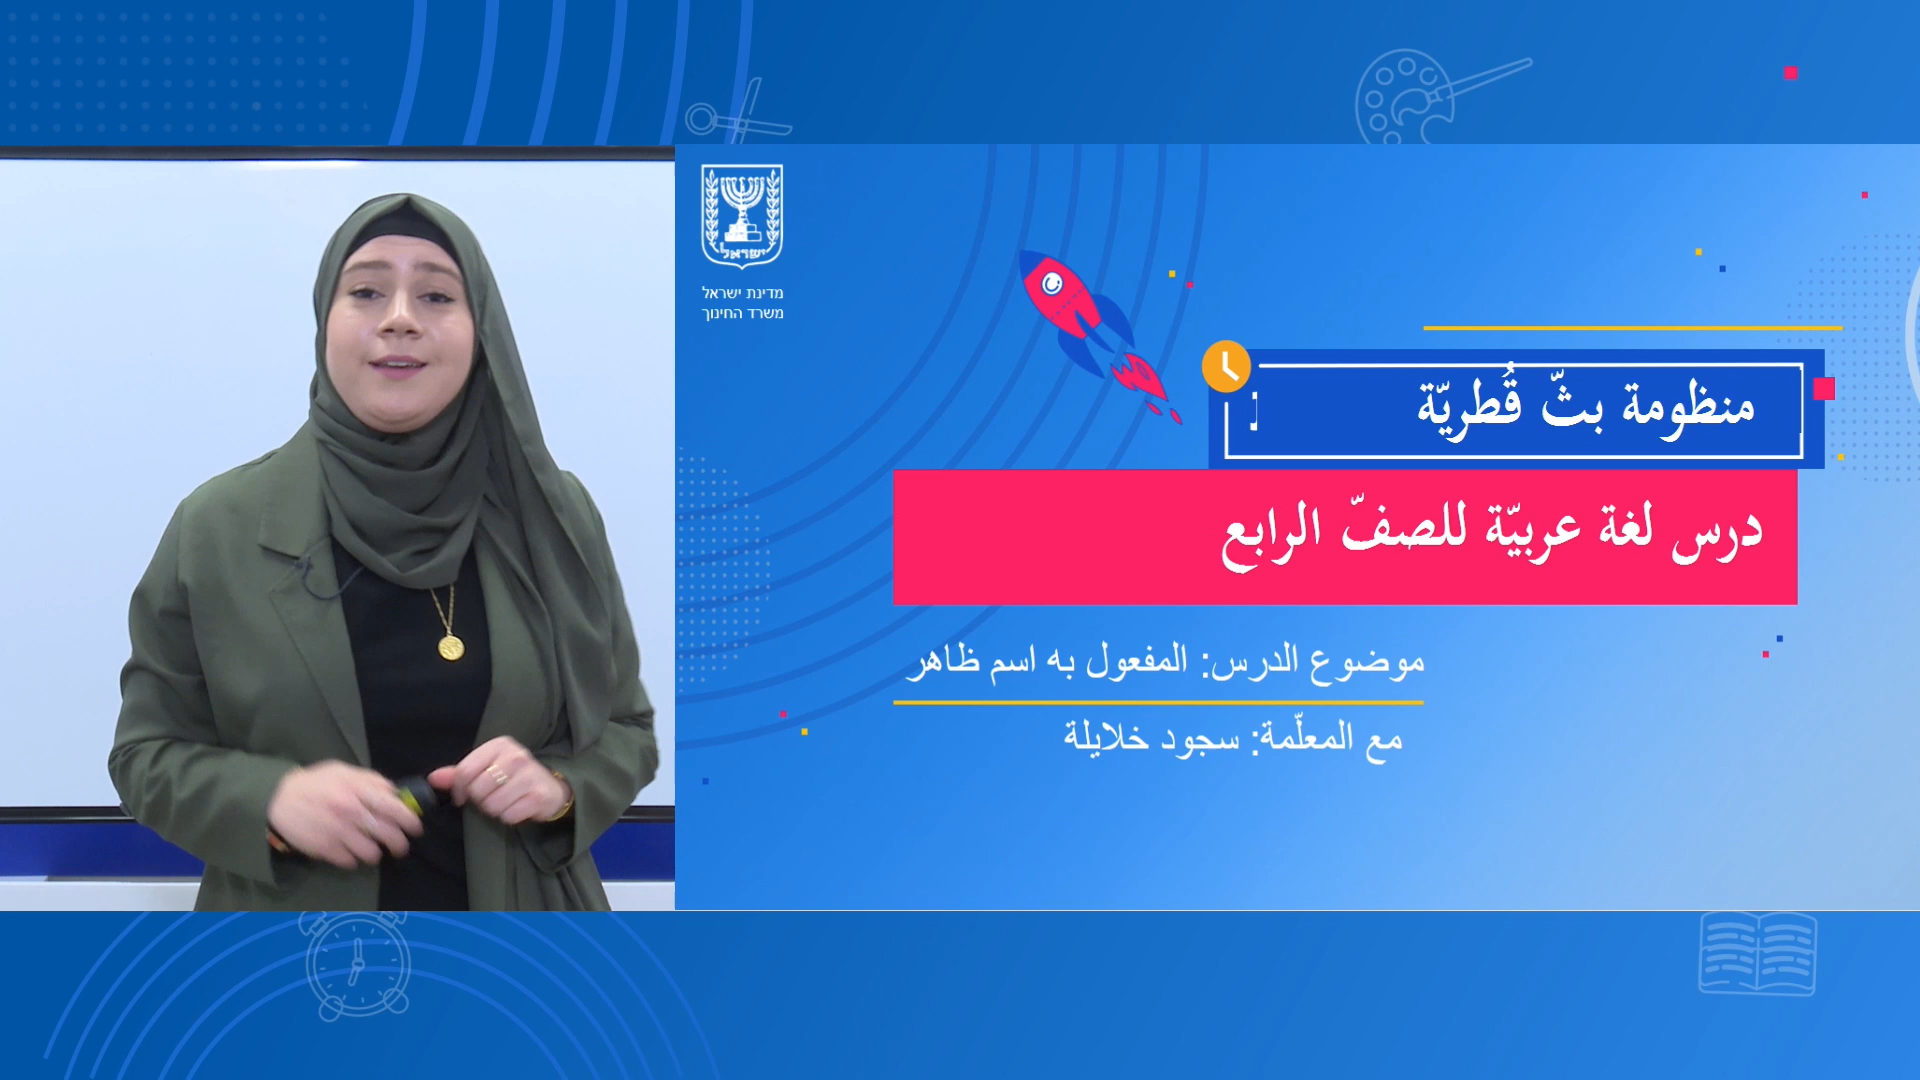 ישראל
מדינת ישראל
משרד החינוך
منظومة بثّ قُطريّة
درس لغة عربيّة للصفّ الرابع
موضوع الدرس: المفعول به اسم ظاهر
مع المعلّمة: سجود خلايلة